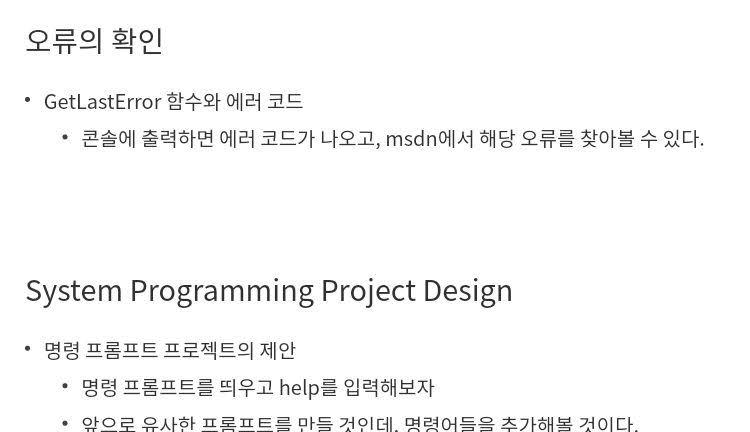 오류의 확인
• GetLastError 함수와 에러 코드
• 콘솔에 출력하면 에러 코드가 나오고, msdn에서 해당 오류를 찾아볼 수 있다.
System Programming Project Design
• 명령 프롬프트 프로젝트의 제안
• 명령 프롬프트를 띄우고 help를 입력해보자
• 앞으로 유사한 프롬프트를 만들 것인데, 명령어들을 추가해볼 것이다.